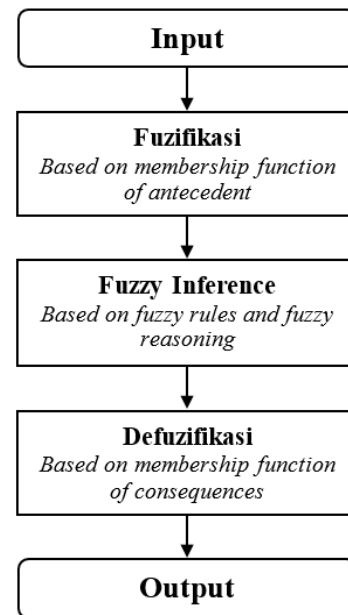 Input
Fuzifikasi
Based on membership function
of antecedent
Fuzzy Inference
Based on fuzzy rules and fuzzy
reasoning
Defuzifikasi
Based on membership function
of consequences
Output